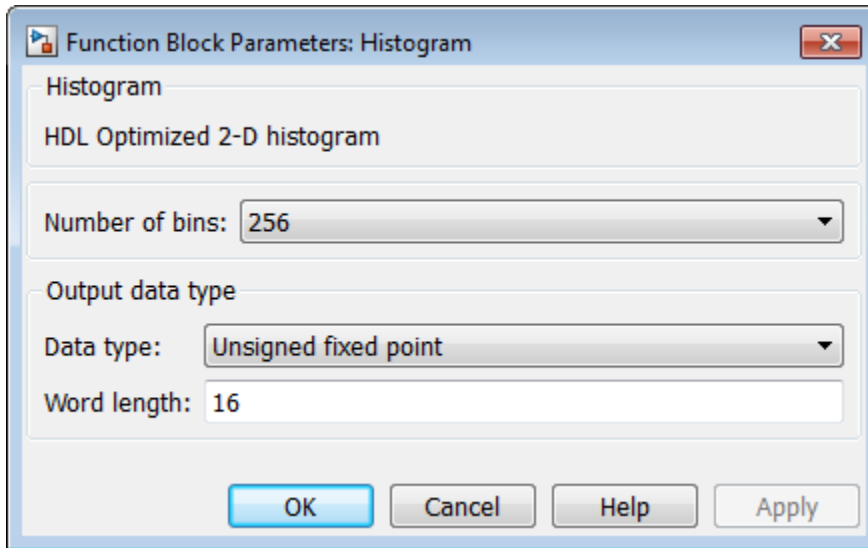 Function Block Parameters: Histogram
Histogram
HDL Optimized 2-D histogram
Number of bins: 256
Output data type
Data type: Unsigned fixed point
Word length: 16
OK Cancel Help Apply